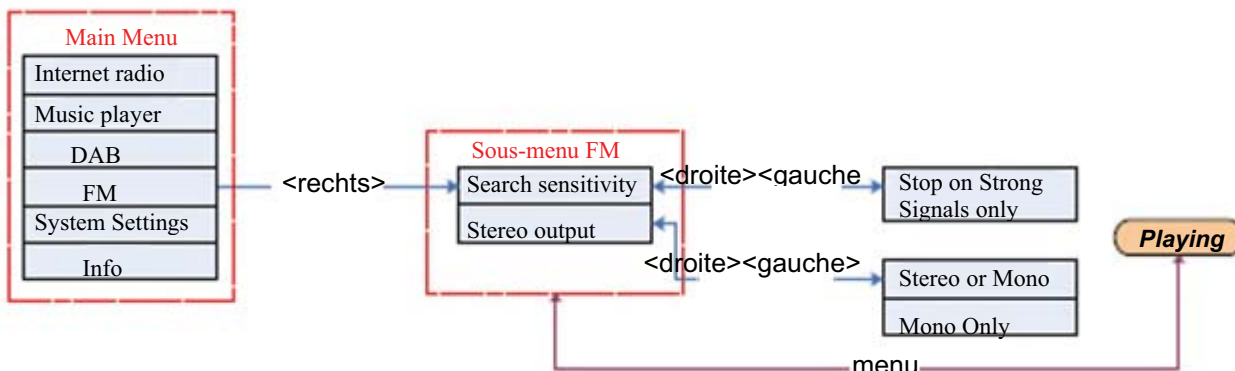 Main Menu
Internet radio
Music player
DAB
FM
System Settings
Info
<rechts>
Sous-menu FM
Search sensitivity
Stereo output
<droite><gauche
<droite><gauche>
Stop on Strong
Signals only
Stereo or Mono
Mono Only
Playing
menu